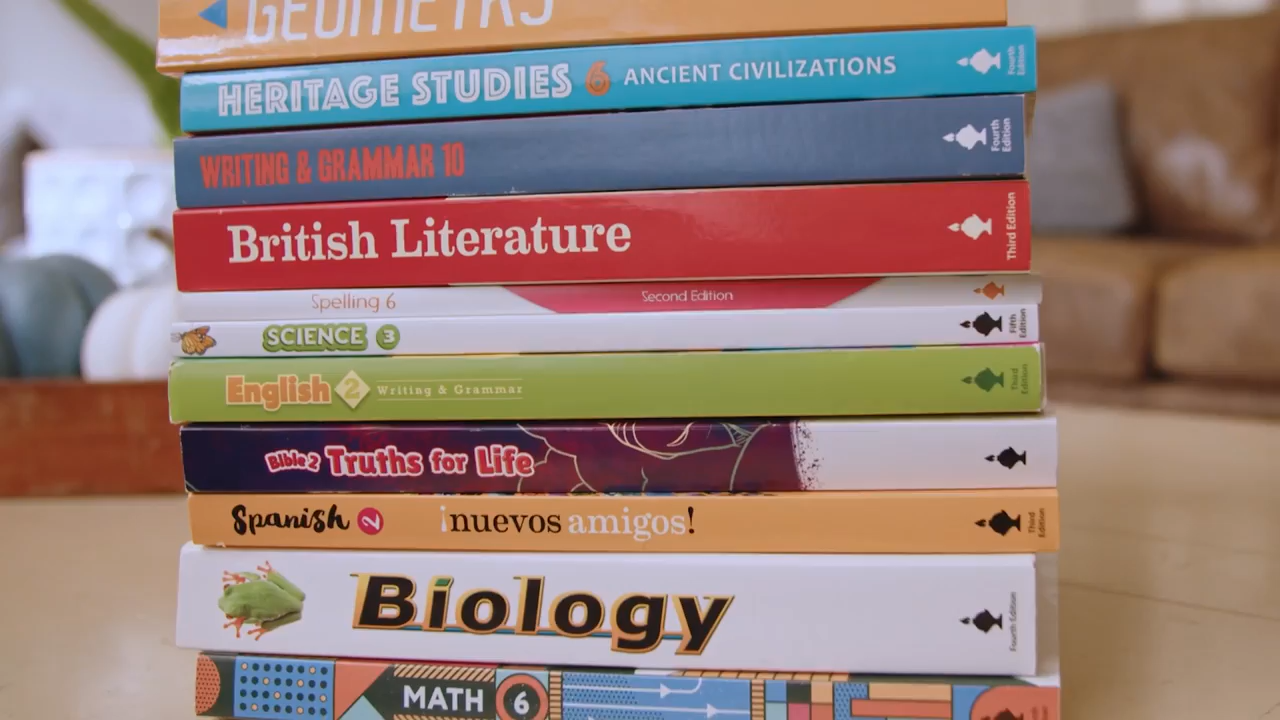 GEOMETRY
HERITAGE STUDIES 6 ANCIENT CIVILIZATIONS Fourth Edition
WRITING & GRAMMAR 10 Fourth Edition
British Literature Third Edition
Spelling 6 Second Edition
SCIENCE 3 Fifth Edition
English 2 Writing & Grammar Third Edition
Bible 2 Truths for Life
Spanish 2 ¡nuevos amigos! Third Edition
Biology Fourth Edition
MATH 6